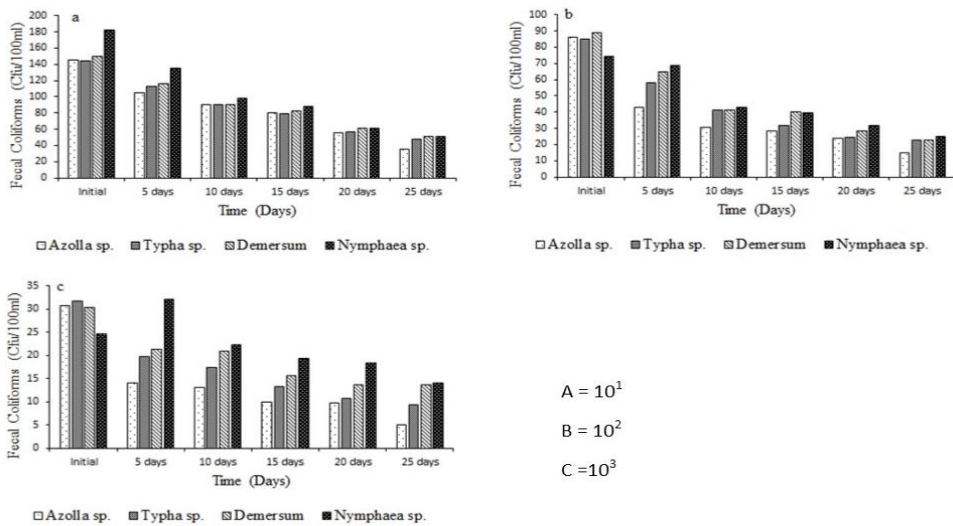 a
Fecal Coliforms (Cfu/100ml)
200
180
160
140
120
100
80
60
40
20
0
Initial 5 days 10 days 15 days 20 days 25 days
Time (Days)
Azolla sp. Typha sp. Demersum Nymphaea sp.
b
Fecal Coliforms (Cfu/100ml)
100
90
80
70
60
50
40
30
20
10
0
Initial 5 days 10 days 15 days 20 days 25 days
Time (Days)
Azolla sp. Typha sp. Demersum Nymphaea sp.
c
Fecal Coliforms (Cfu/100ml)
35
30
25
20
15
10
5
0
Initial 5 days 10 days 15 days 20 days 25 days
Time (Days)
Azolla sp. Typha sp. Demersum Nymphaea sp.
A = 10¹
B = 10²
C =10³